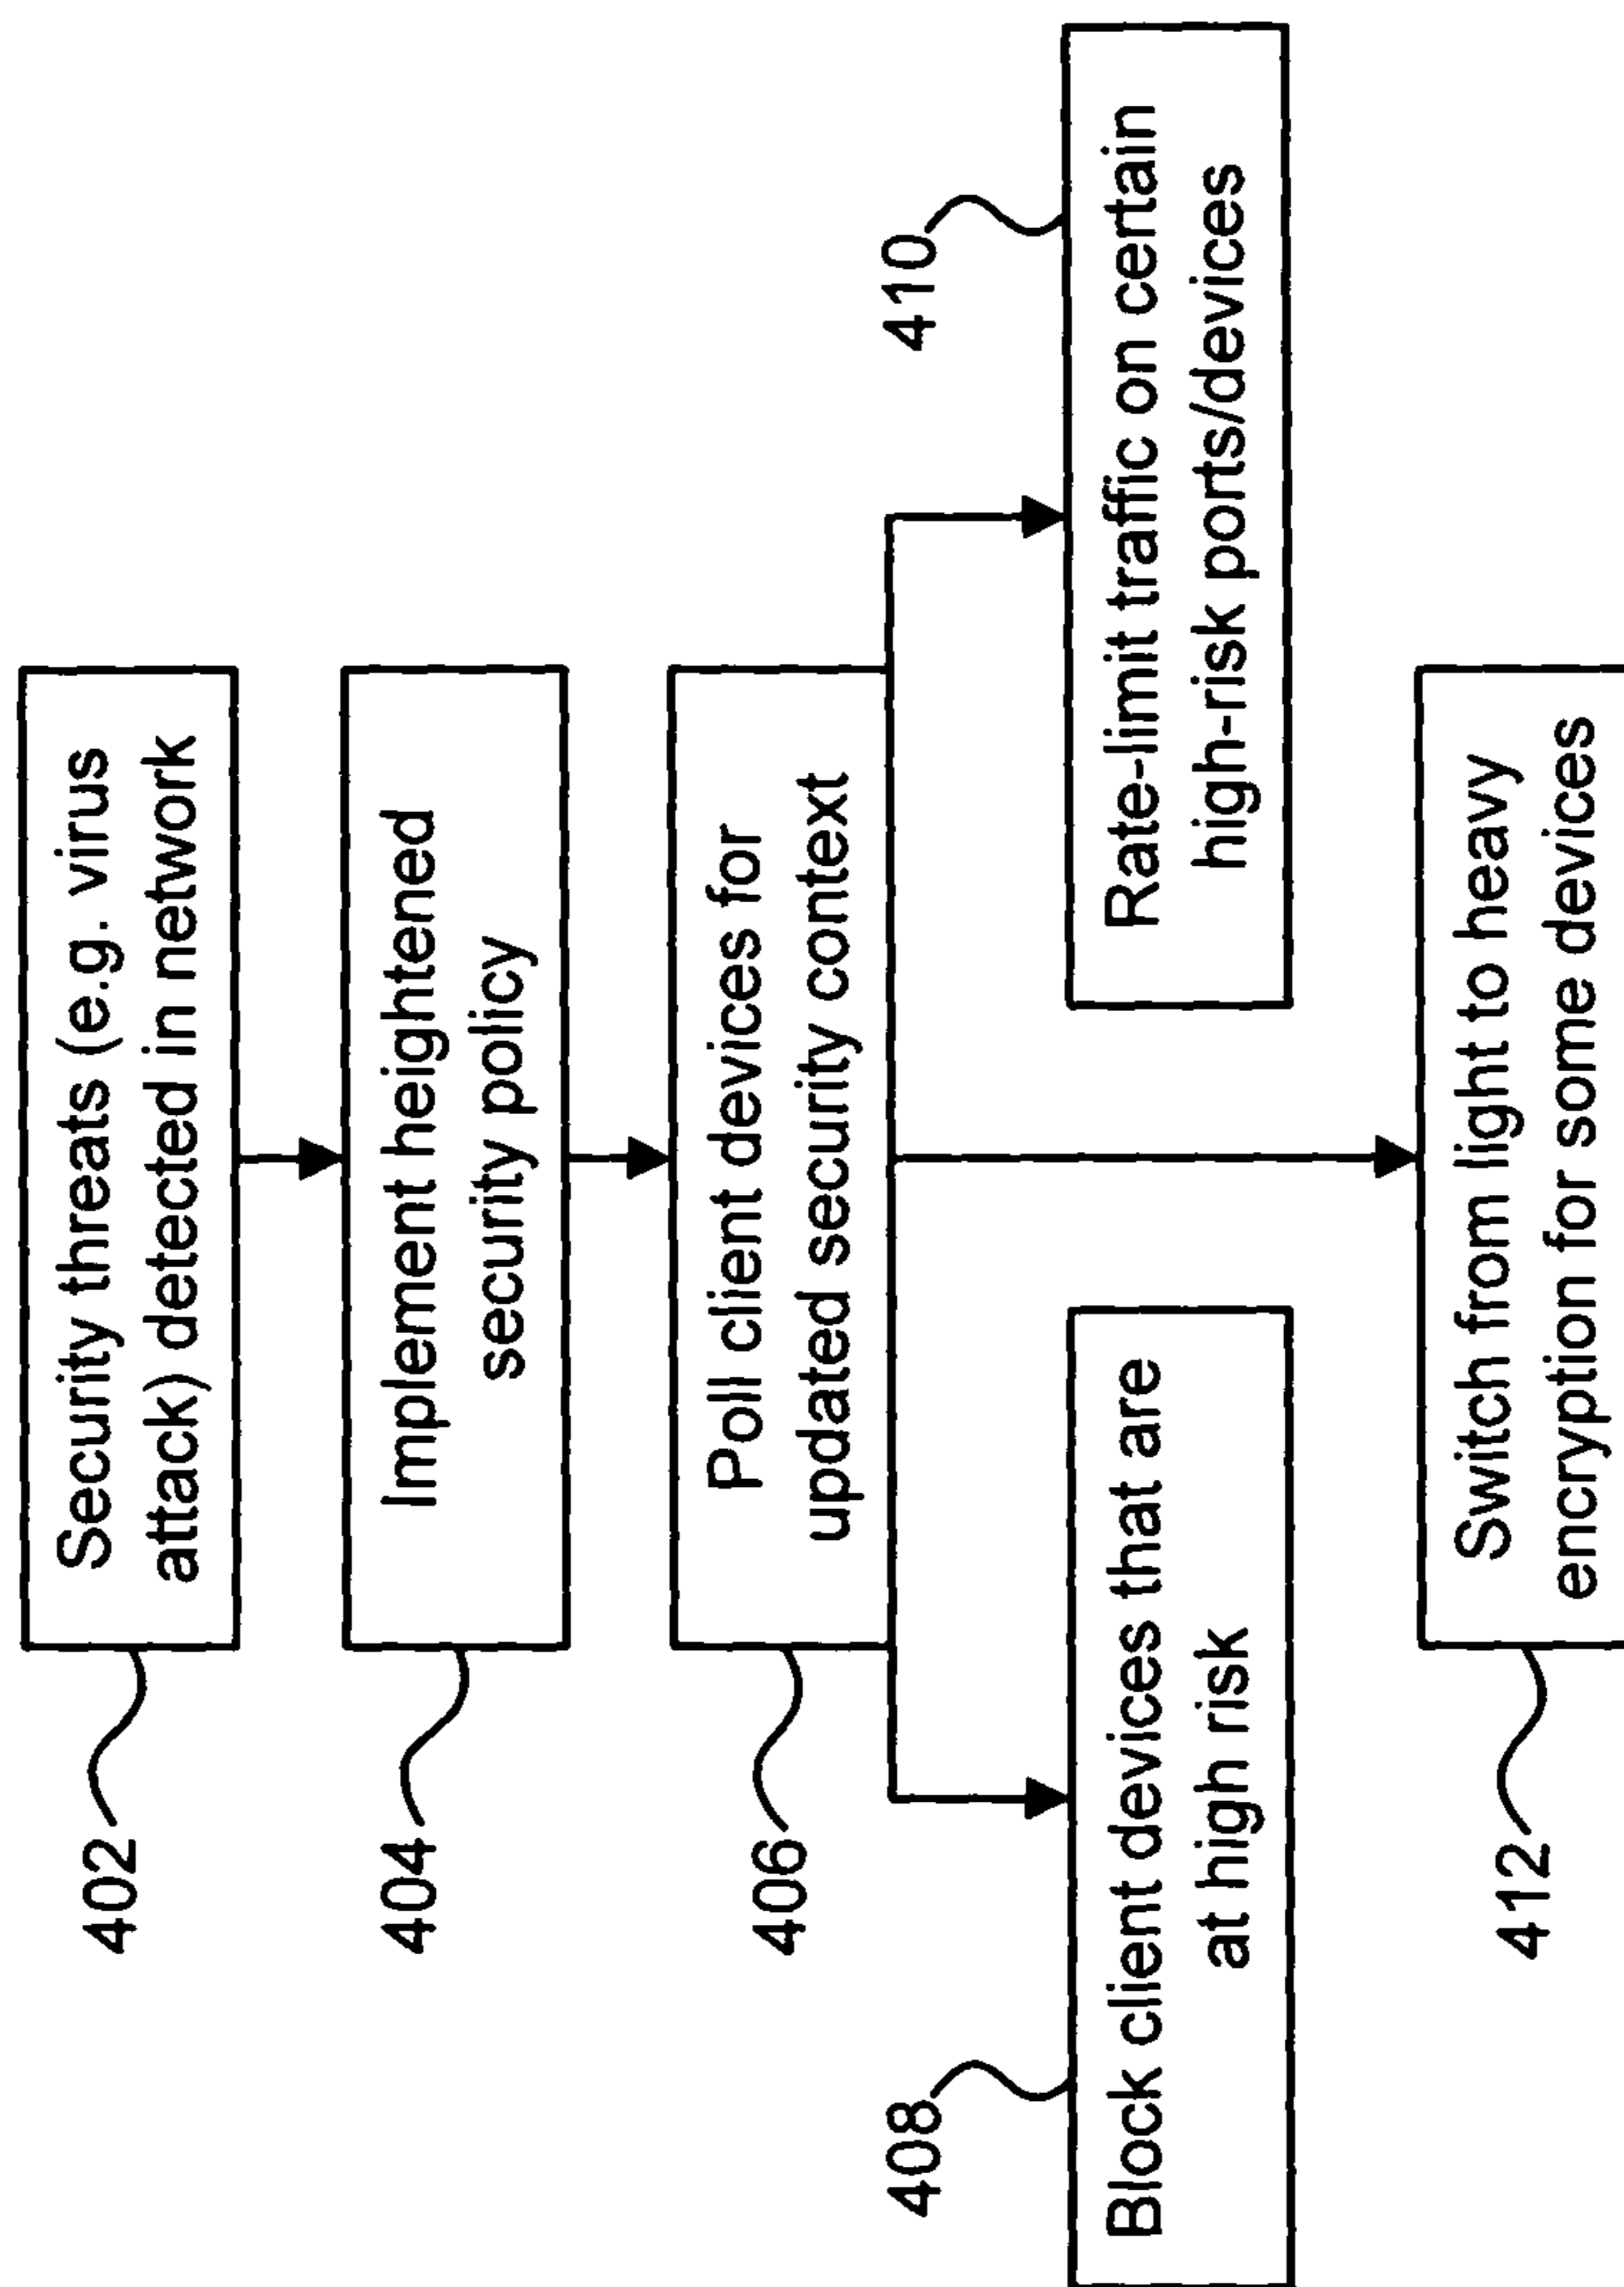 402
Security threats (e.g. virus
attack) detected in network
404
Implement heightened
security policy
406
Poll client devices for
updated security context
408
Block client devices that are
at high risk
410
Rate-limit traffic on certain
high-risk ports/devices
412
Switch from light to heavy
encryption for some devices